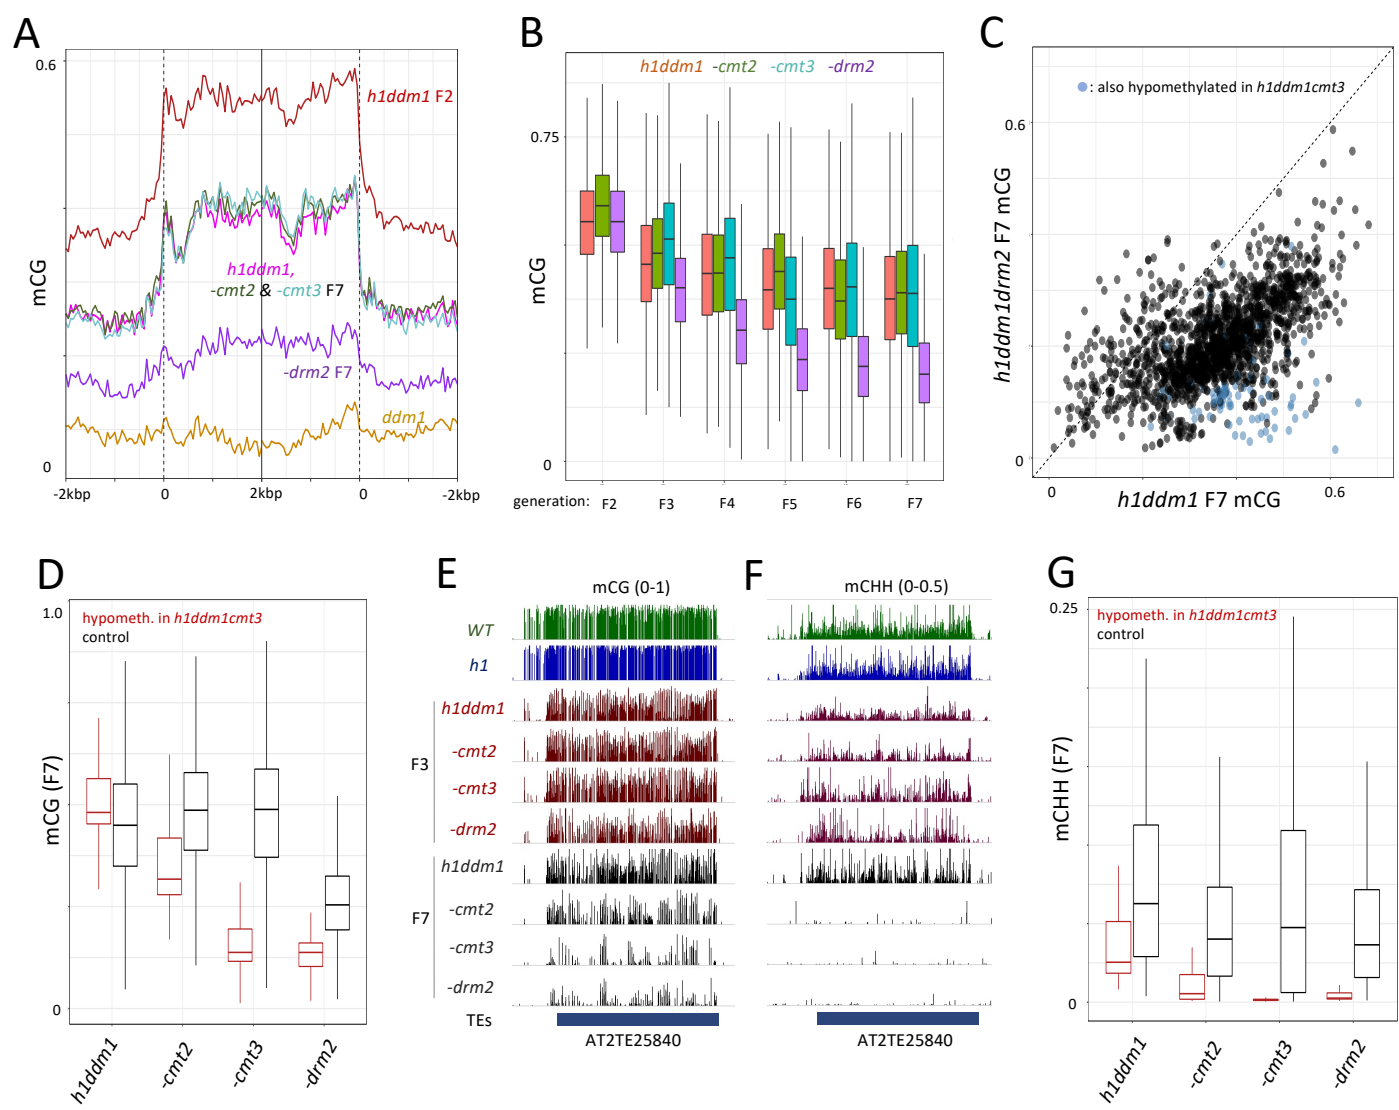 A
0.6
mCG
0
h1ddm1 F2
h1ddm1,
-cmt2 & -cmt3 F7
-drm2 F7
ddm1
-2kbp 0 2kbp 0 -2kbp
B
mCG
h1ddm1 -cmt2 -cmt3 -drm2
0.75
0
generation: F2 F3 F4 F5 F6 F7
C
: also hypomethylated in h1ddm1cmt3
h1ddm1drm2 F7 mCG
0.6
0
0 0.6
h1ddm1 F7 mCG
D
1.0
hypometh. in h1ddm1cmt3
control
mCG (F7)
0
h1ddm1 -cmt2 -cmt3 -drm2
E
mCG (0-1)
WT
h1
F3
h1ddm1
-cmt2
-cmt3
-drm2
F7
h1ddm1
-cmt2
-cmt3
-drm2
TEs
AT2TE25840
F
mCHH (0-0.5)
AT2TE25840
G
0.25
hypometh. in h1ddm1cmt3
control
mCHH (F7)
0
h1ddm1 -cmt2 -cmt3 -drm2